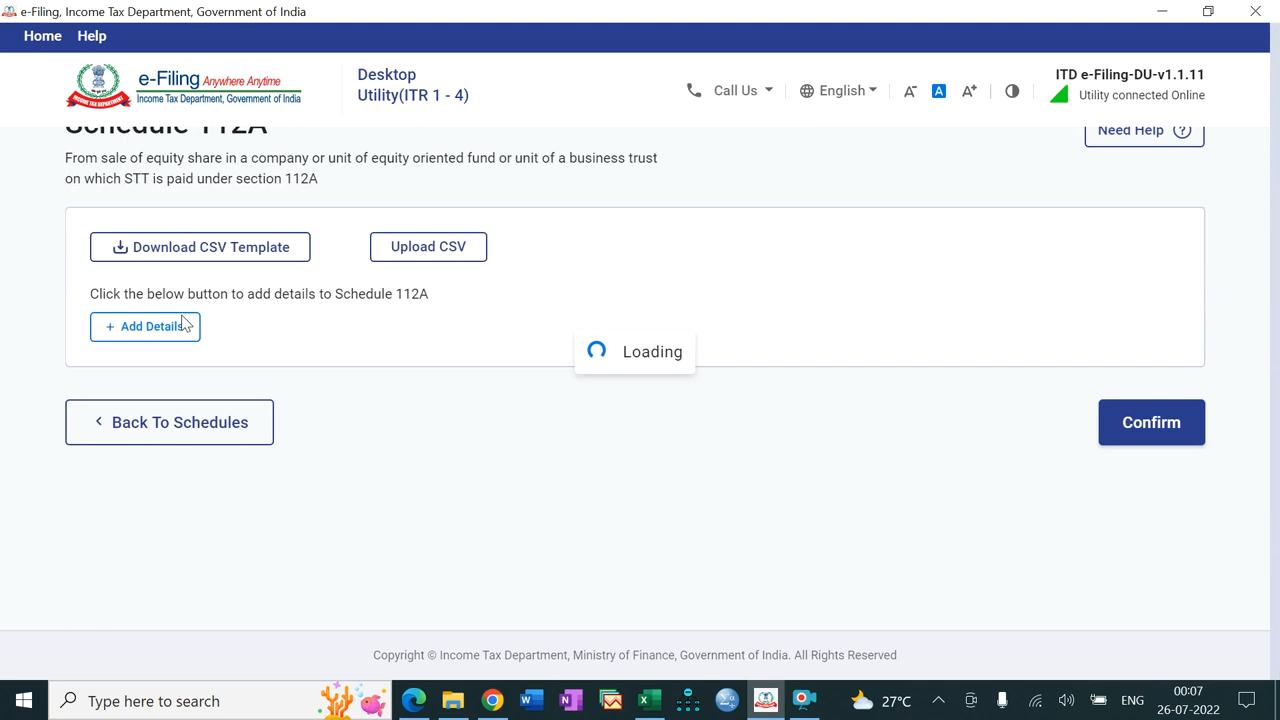 e-Filing, Income Tax Department, Government of India
Home Help
e-Filing Anywhere Anytime
Income Tax Department, Government of India
Desktop
Utility(ITR 1 - 4)
Call Us
English
A- A A+
ITD e-Filing-DU-v1.1.11
Utility connected Online
Schedule 112A
Need Help ?
From sale of equity share in a company or unit of equity oriented fund or unit of a business trust
on which STT is paid under section 112A
Download CSV Template
Upload CSV
Click the below button to add details to Schedule 112A
+ Add Details
Loading
< Back To Schedules
Confirm
Copyright © Income Tax Department, Ministry of Finance, Government of India. All Rights Reserved
Type here to search
27°C
ENG
00:07
26-07-2022